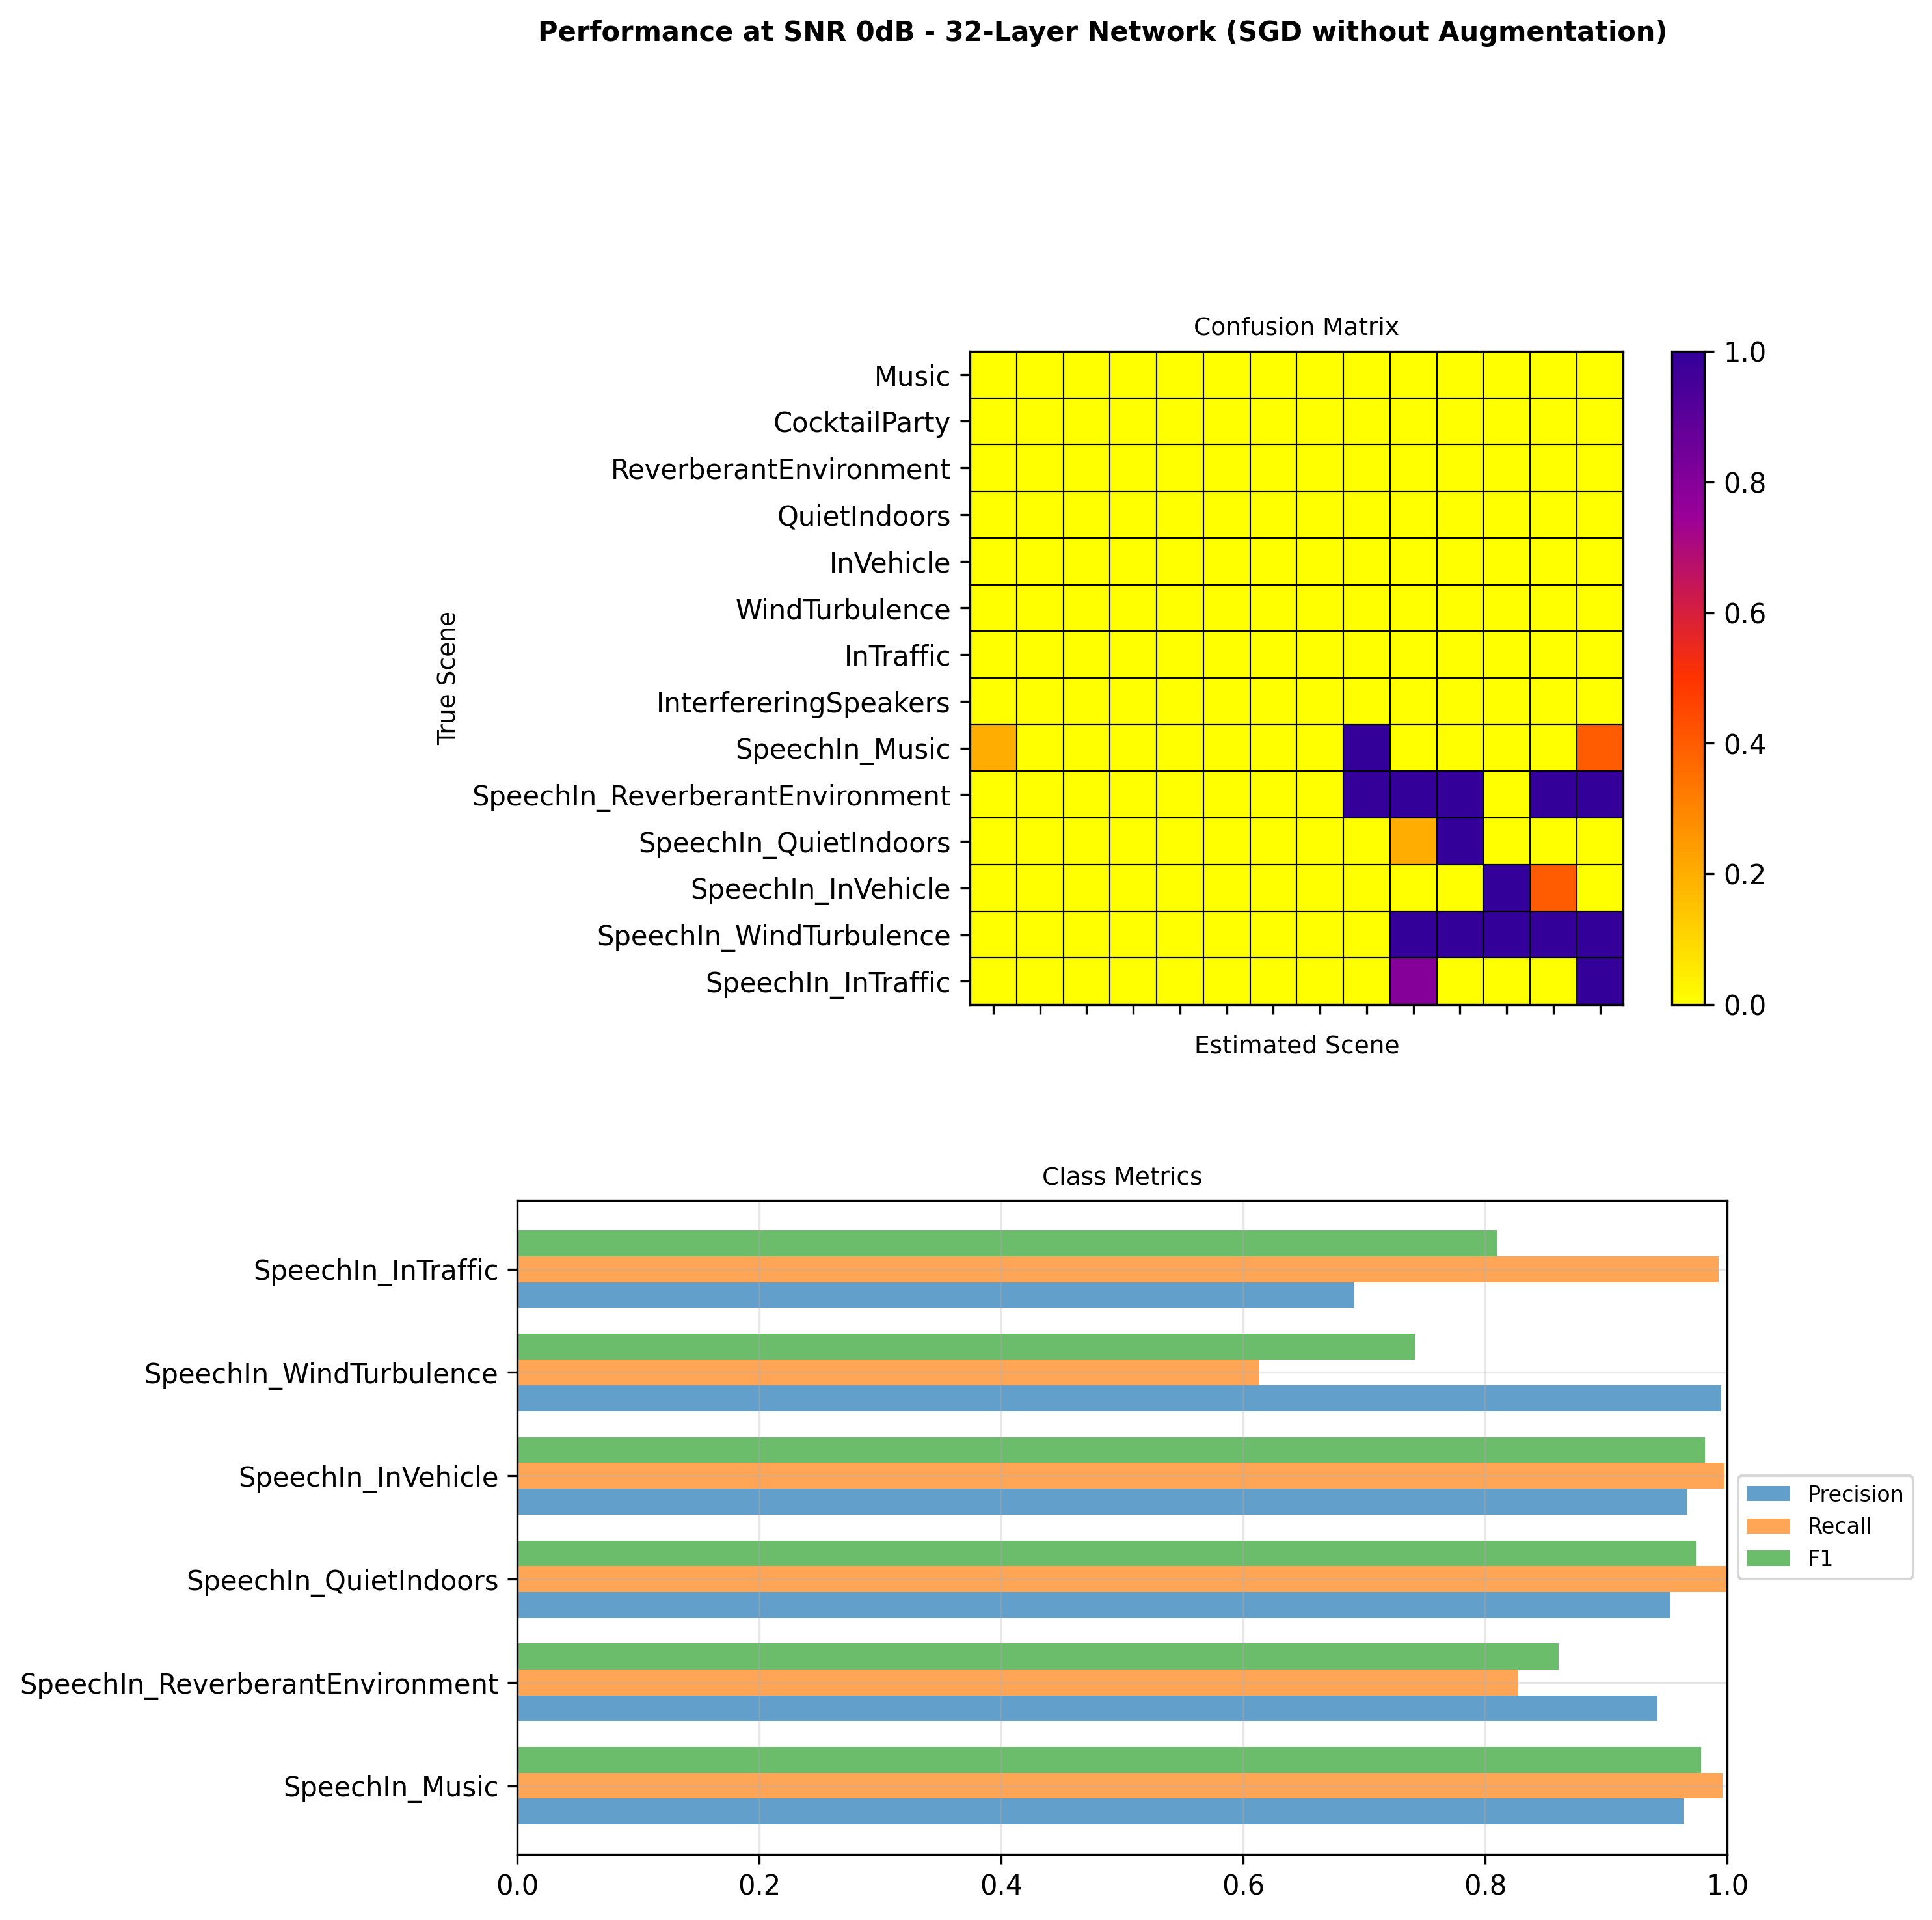 Performance at SNR 0dB - 32-Layer Network (SGD without Augmentation)
Confusion Matrix
True Scene
Music
CocktailParty
ReverberantEnvironment
QuietIndoors
InVehicle
WindTurbulence
InTraffic
InterfereringSpeakers
SpeechIn_Music
SpeechIn_ReverberantEnvironment
SpeechIn_QuietIndoors
SpeechIn_InVehicle
SpeechIn_WindTurbulence
SpeechIn_InTraffic
Estimated Scene
1.0
0.8
0.6
0.4
0.2
0.0
Class Metrics
SpeechIn_InTraffic
SpeechIn_WindTurbulence
SpeechIn_InVehicle
SpeechIn_QuietIndoors
SpeechIn_ReverberantEnvironment
SpeechIn_Music
0.0 0.2 0.4 0.6 0.8 1.0
Precision
Recall
F1